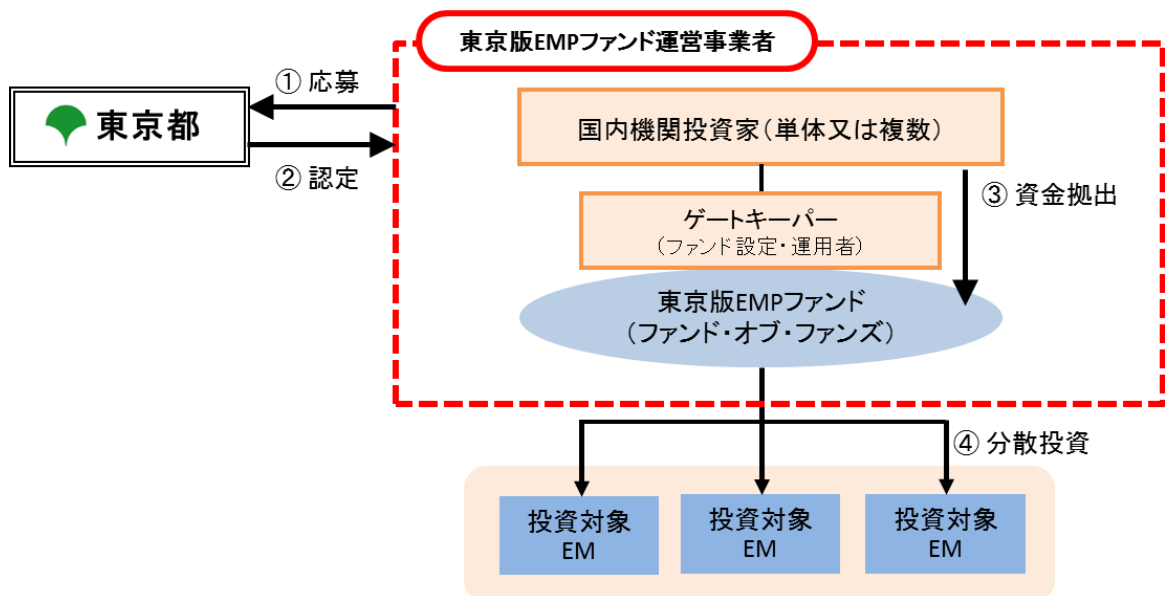 東京版EMPファンド運営事業者
① 応募
東京都
② 認定
国内機関投資家(単体又は複数)
③ 資金拠出
ゲートキーパー
(ファンド設定・運用者)
東京版EMPファンド
(ファンド・オブ・ファンズ)
④ 分散投資
投資対象
EM
投資対象
EM
投資対象
EM